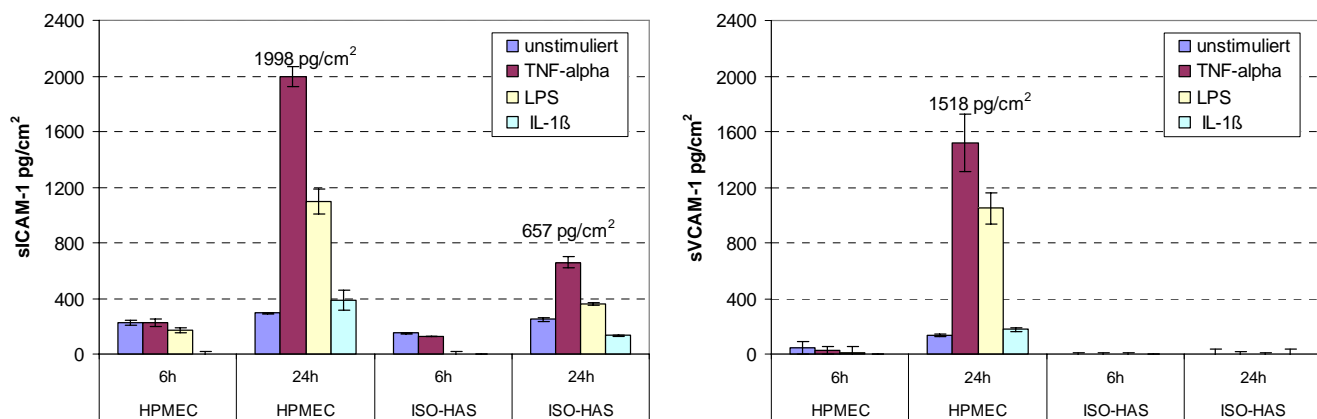 sICAM-1 pg/cm²
2400
2000
1600
1200
800
400
0
1998 pg/cm²
657 pg/cm²
unstimuliert
TNF-alpha
LPS
IL-1ß
6h
24h
6h
24h
HPMEC
HPMEC
ISO-HAS
ISO-HAS
sVCAM-1 pg/cm²
2400
2000
1600
1200
800
400
0
1518 pg/cm²
unstimuliert
TNF-alpha
LPS
IL-1ß
6h
24h
6h
24h
HPMEC
HPMEC
ISO-HAS
ISO-HAS